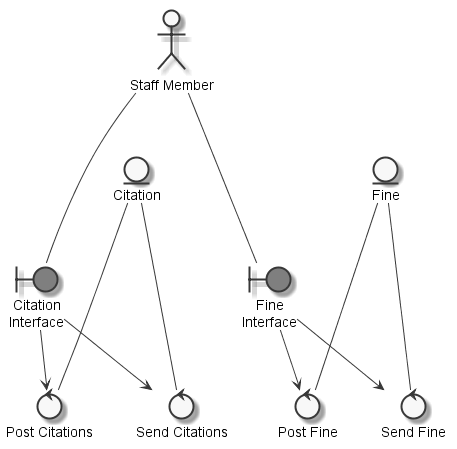 Staff Member
Citation
Fine
Citation
Interface
Fine
Interface
Post Citations
Send Citations
Post Fine
Send Fine